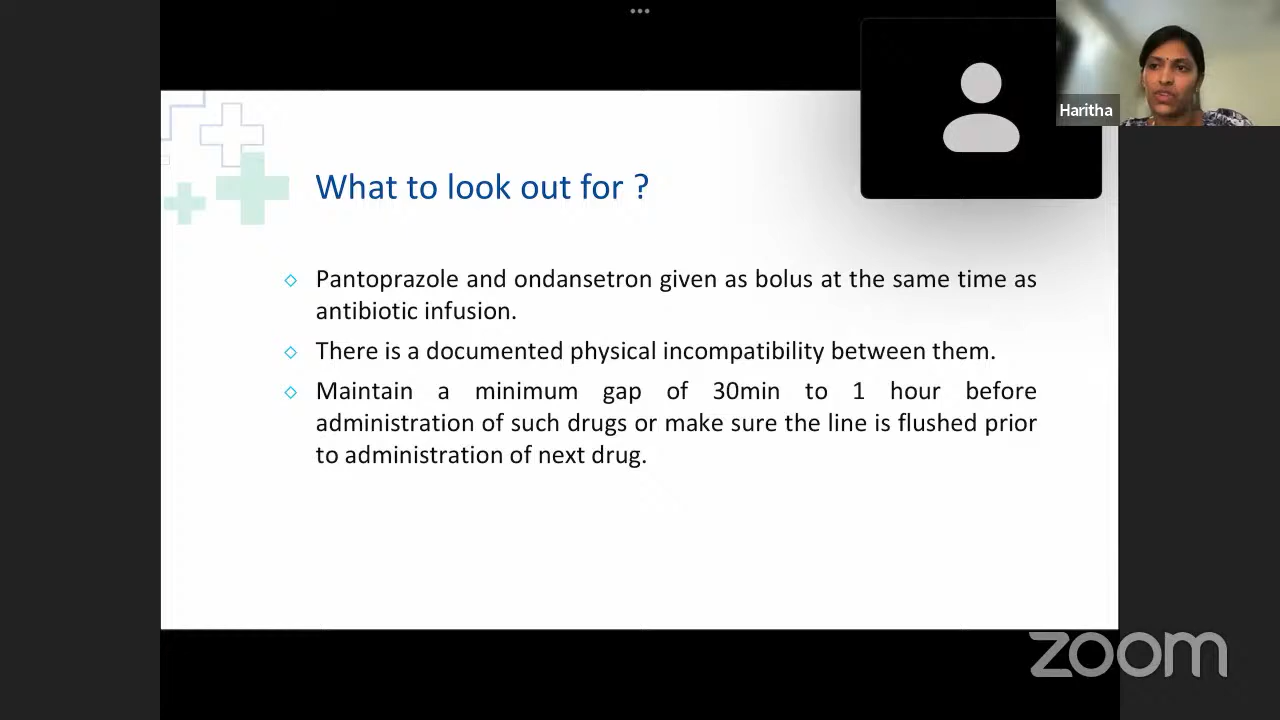 Haritha
What to look out for ?
Pantoprazole and ondansetron given as bolus at the same time as
antibiotic infusion.
There is a documented physical incompatibility between them.
Maintain a minimum gap of 30min to 1 hour before
administration of such drugs or make sure the line is flushed prior
to administration of next drug.
zoom